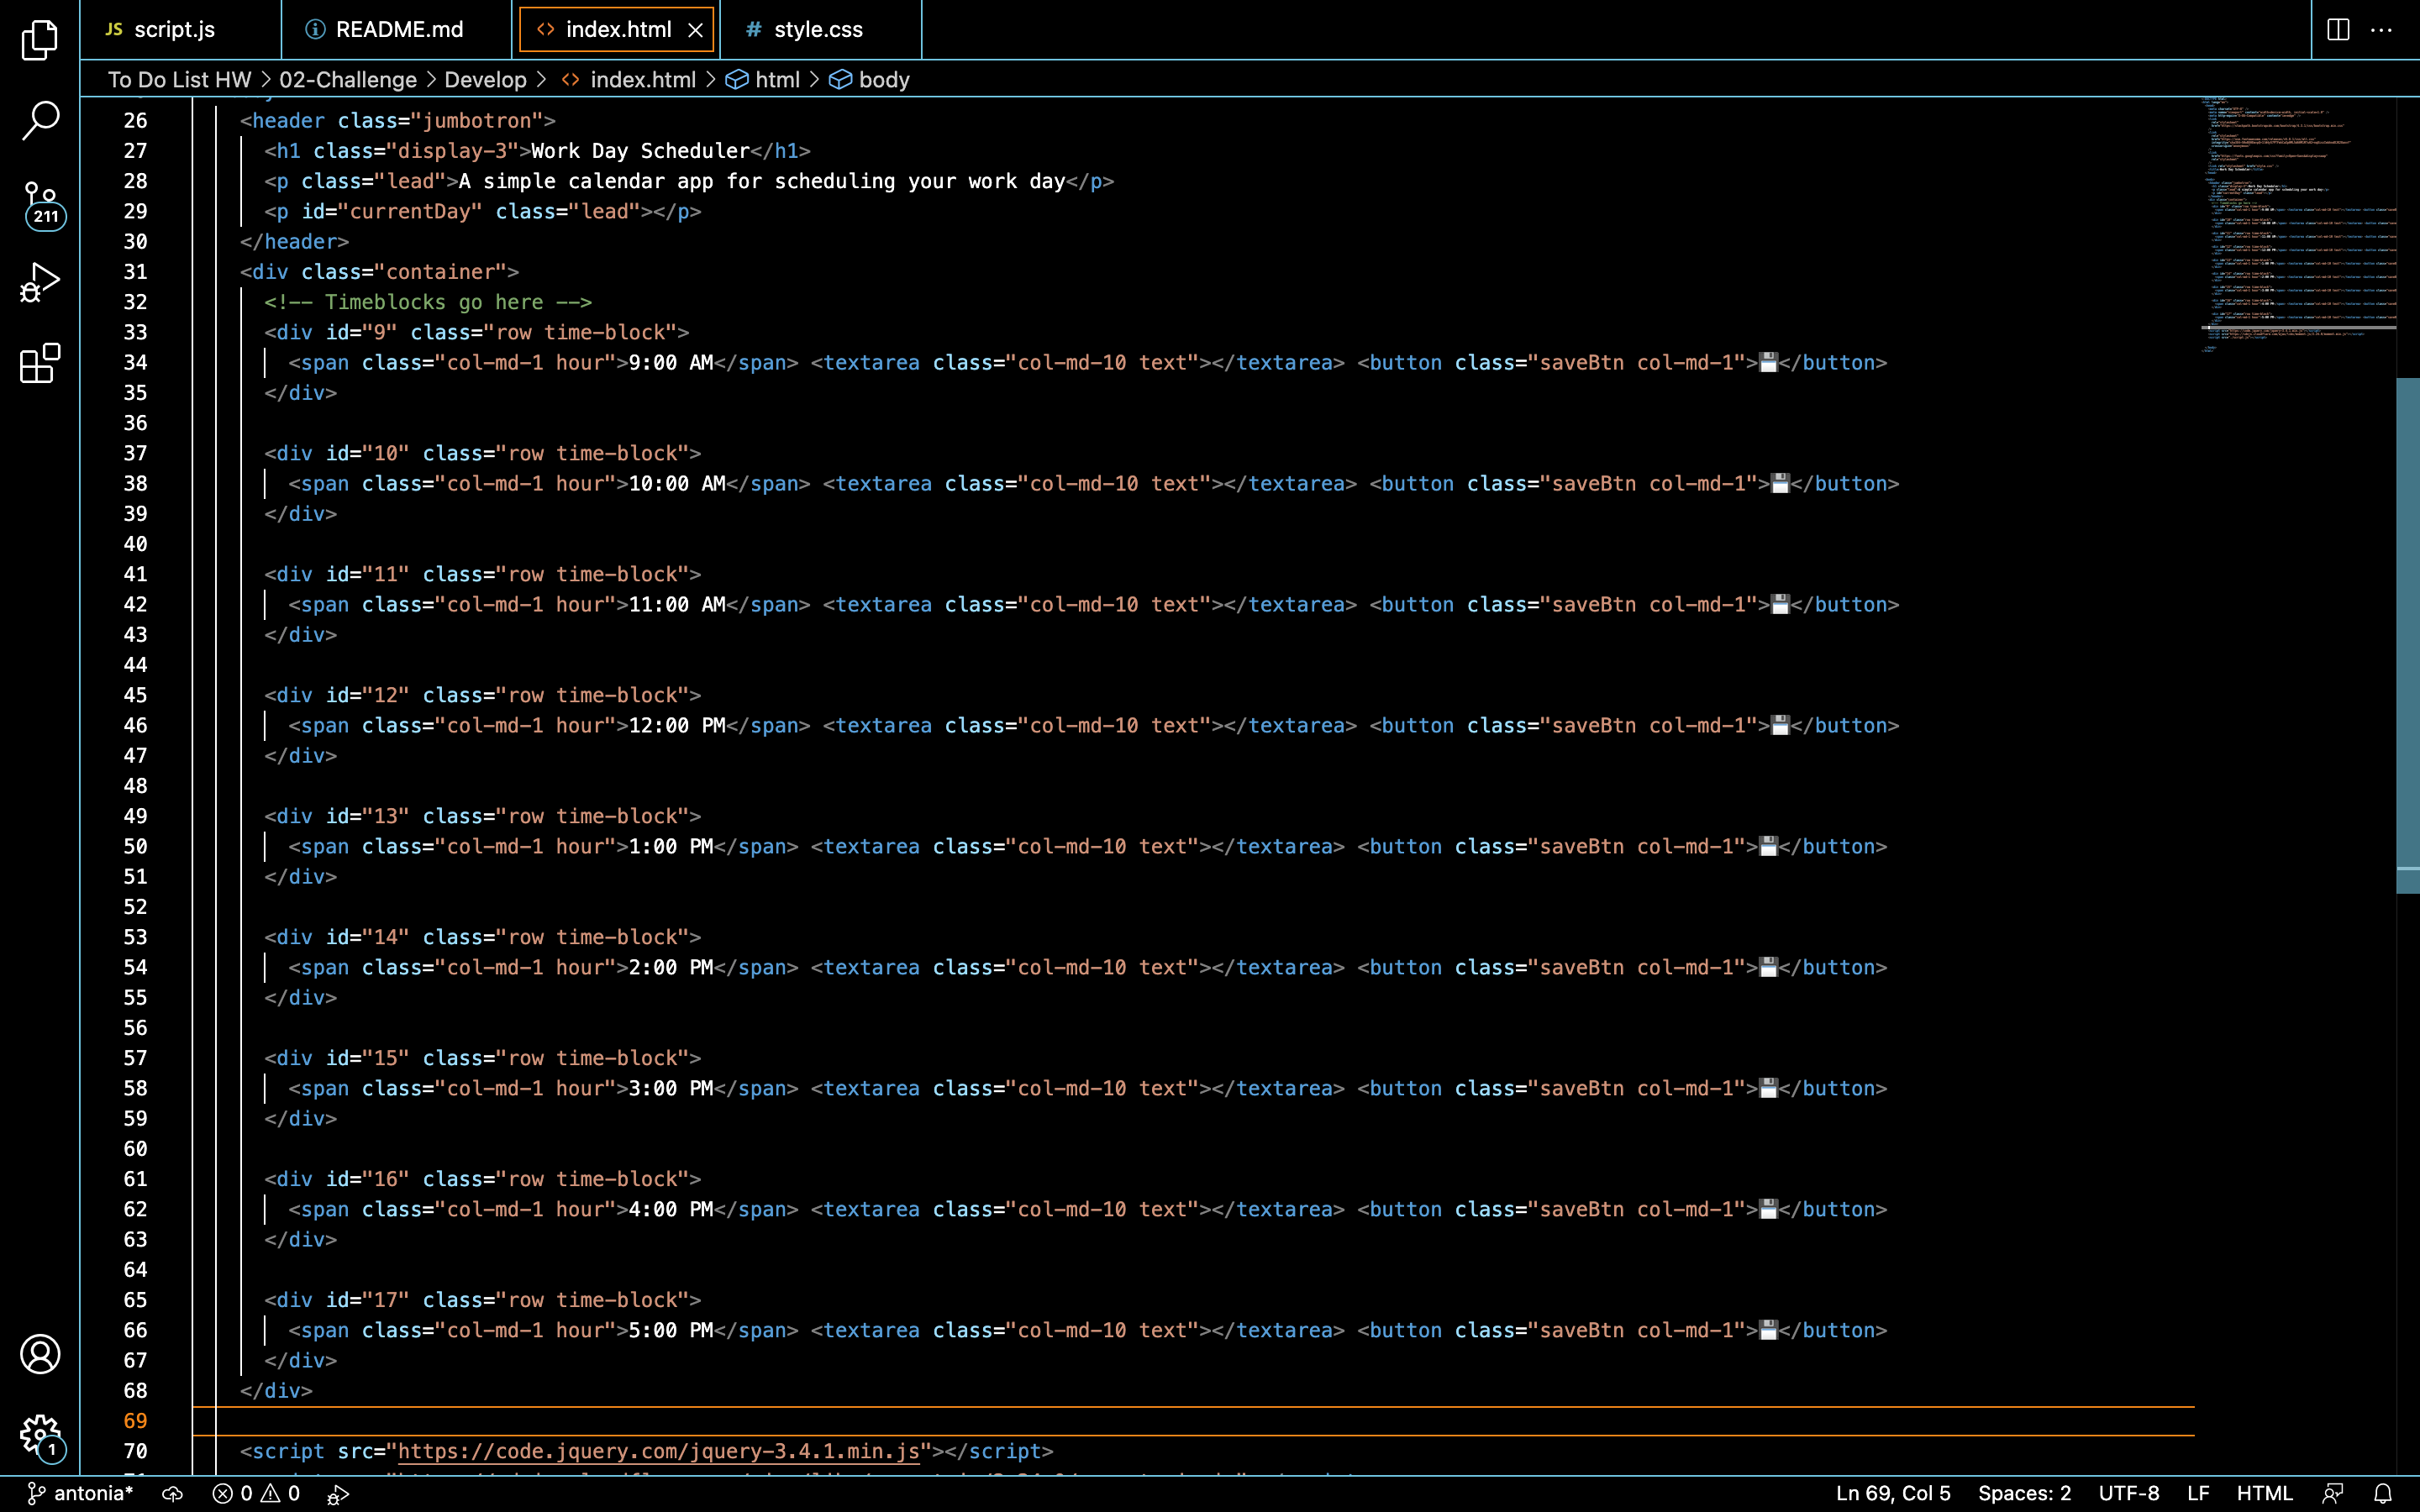 JS script.js README.md <> index.html # style.css
To Do List HW > 02-Challenge > Develop > <> index.html > html > body
26 <header class="jumbotron">
27 <h1 class="display-3">Work Day Scheduler</h1>
28 <p class="lead">A simple calendar app for scheduling your work day</p>
29 <p id="currentDay" class="lead"></p>
30 </header>
31 <div class="container">
32 <!-- Timeblocks go here -->
33 <div id="9" class="row time-block">
34 <span class="col-md-1 hour">9:00 AM</span> <textarea class="col-md-10 text"></textarea> <button class="saveBtn col-md-1">💾</button>
35 </div>
36
37 <div id="10" class="row time-block">
38 <span class="col-md-1 hour">10:00 AM</span> <textarea class="col-md-10 text"></textarea> <button class="saveBtn col-md-1">💾</button>
39 </div>
40
41 <div id="11" class="row time-block">
42 <span class="col-md-1 hour">11:00 AM</span> <textarea class="col-md-10 text"></textarea> <button class="saveBtn col-md-1">💾</button>
43 </div>
44
45 <div id="12" class="row time-block">
46 <span class="col-md-1 hour">12:00 PM</span> <textarea class="col-md-10 text"></textarea> <button class="saveBtn col-md-1">💾</button>
47 </div>
48
49 <div id="13" class="row time-block">
50 <span class="col-md-1 hour">1:00 PM</span> <textarea class="col-md-10 text"></textarea> <button class="saveBtn col-md-1">💾</button>
51 </div>
52
53 <div id="14" class="row time-block">
54 <span class="col-md-1 hour">2:00 PM</span> <textarea class="col-md-10 text"></textarea> <button class="saveBtn col-md-1">💾</button>
55 </div>
56
57 <div id="15" class="row time-block">
58 <span class="col-md-1 hour">3:00 PM</span> <textarea class="col-md-10 text"></textarea> <button class="saveBtn col-md-1">💾</button>
59 </div>
60
61 <div id="16" class="row time-block">
62 <span class="col-md-1 hour">4:00 PM</span> <textarea class="col-md-10 text"></textarea> <button class="saveBtn col-md-1">💾</button>
63 </div>
64
65 <div id="17" class="row time-block">
66 <span class="col-md-1 hour">5:00 PM</span> <textarea class="col-md-10 text"></textarea> <button class="saveBtn col-md-1">💾</button>
67 </div>
68 </div>
69
70 <script src="https://code.jquery.com/jquery-3.4.1.min.js"></script>
211
1
antonia* 0 0 Ln 69, Col 5 Spaces: 2 UTF-8 LF HTML